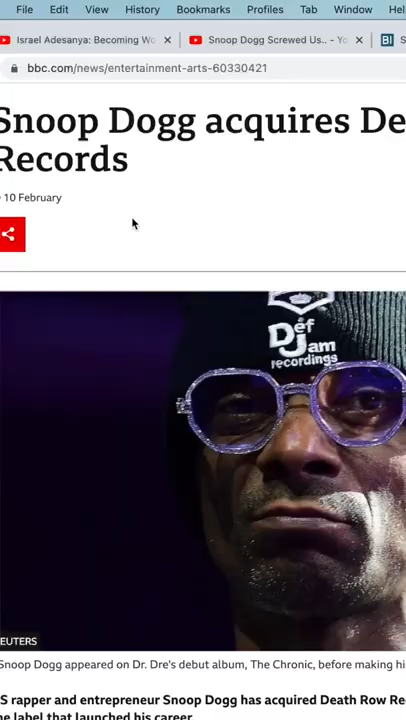 File Edit View History Bookmarks Profiles Tab Window Hel
Israel Adesanya: Becoming Wo × Snoop Dogg Screwed Us.. - Yo × BI S
bbc.com/news/entertainment-arts-60330421
Snoop Dogg acquires De
Records
10 February
Def
Jam
recordings
EUTERS
Snoop Dogg appeared on Dr. Dre's debut album, The Chronic, before making hi
S rapper and entrepreneur Snoop Dogg has acquired Death Row Re
he label that launched his career.